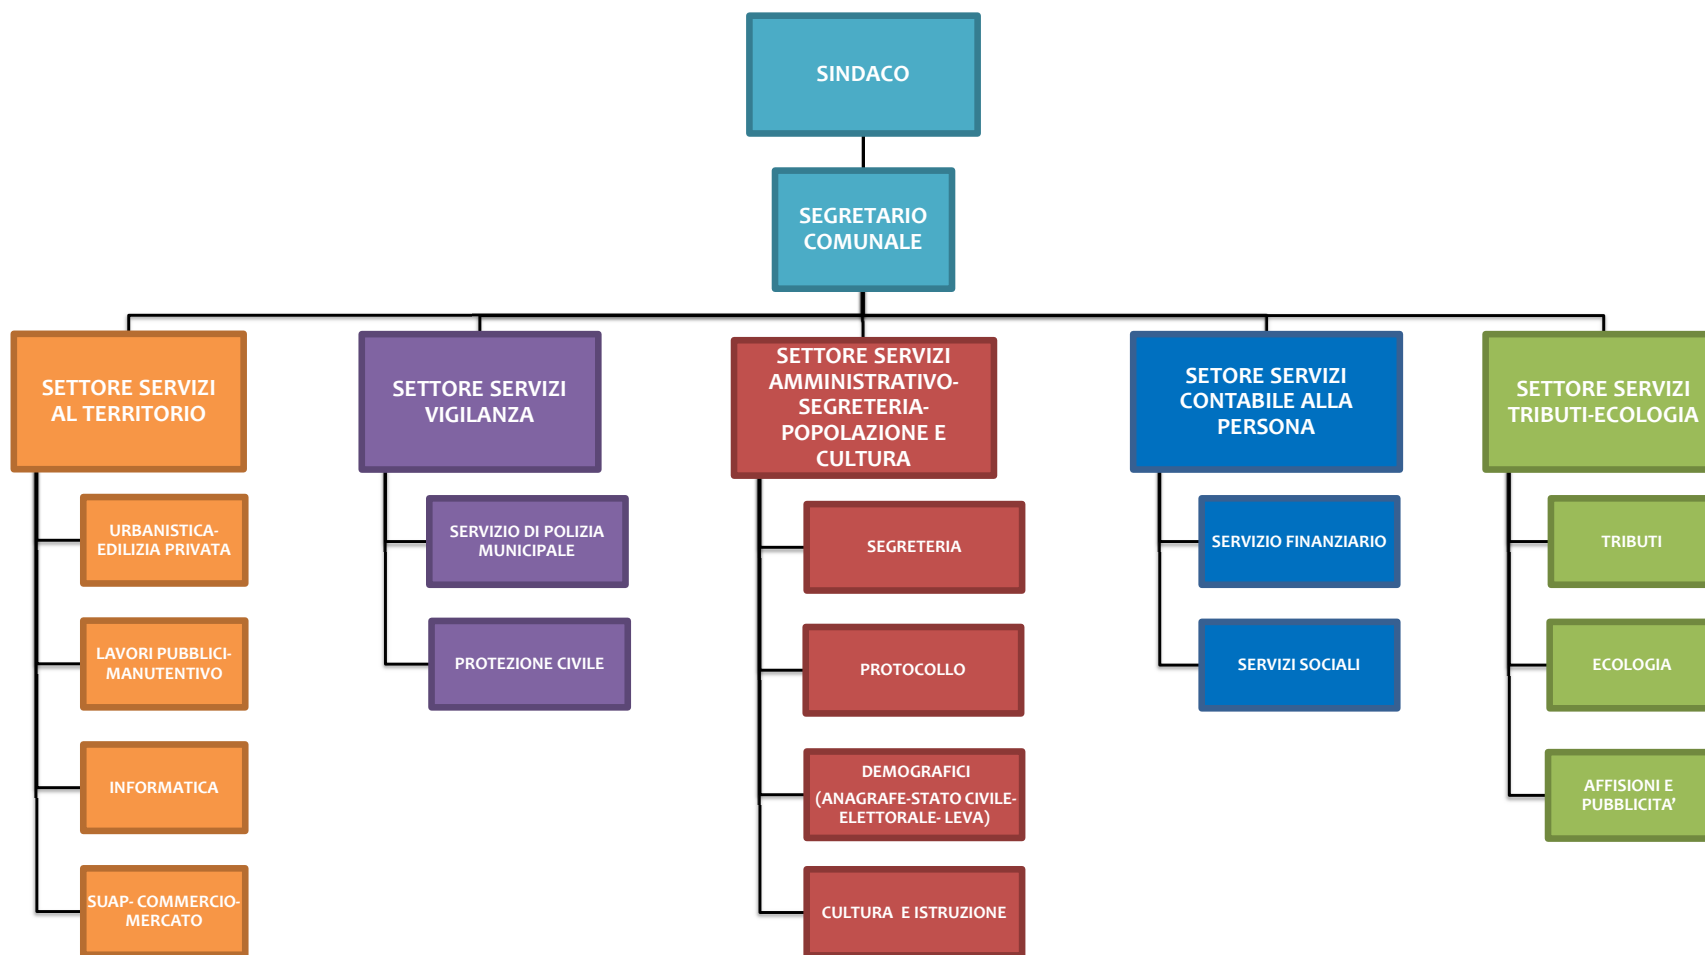 SINDACO
SEGRETARIO
COMUNALE
SETTORE SERVIZI
AL TERRITORIO
SETTORE SERVIZI
VIGILANZA
SETTORE SERVIZI
AMMINISTRATIVO-
SEGRETERIA-
POPOLAZIONE E
CULTURA
SETORE SERVIZI
CONTABILE ALLA
PERSONA
SETTORE SERVIZI
TRIBUTI-ECOLOGIA
URBANISTICA-
EDILIZIA PRIVATA
LAVORI PUBBLICI-
MANUTENTIVO
INFORMATICA
SUAP- COMMERCIO-
MERCATO
SERVIZIO DI POLIZIA
MUNICIPALE
PROTEZIONE CIVILE
SEGRETERIA
PROTOCOLLO
DEMOGRAFICI
(ANAGRAFE-STATO CIVILE-
ELETTORALE- LEVA)
CULTURA E ISTRUZIONE
SERVIZIO FINANZIARIO
SERVIZI SOCIALI
TRIBUTI
ECOLOGIA
AFFISIONI E
PUBBLICITA’